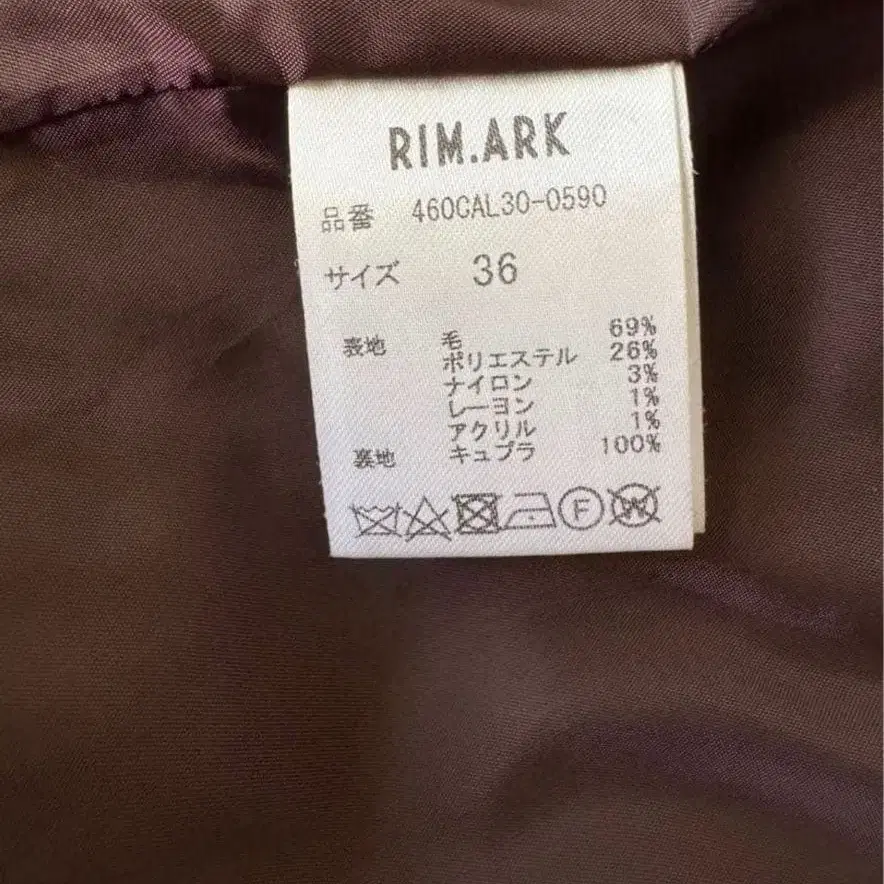 RIM.ARK
品番 460CAL30-0590
サイズ 36
表地 毛 69%
ポリエステル 26%
ナイロン 3%
レーヨン 1%
アクリル 1%
裏地 キュプラ 100%
F W